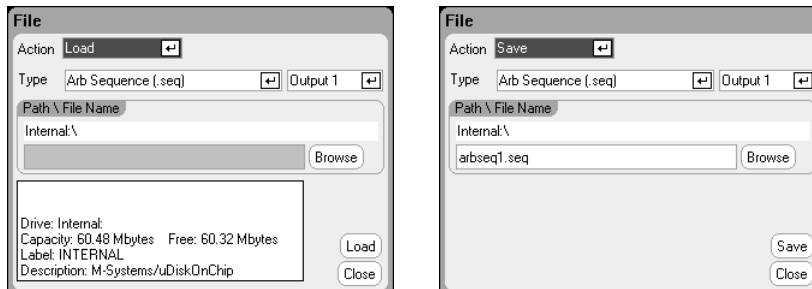 File
Action Load
Type Arb Sequence (.seq) Output 1
Path \ File Name
Internal:\
Browse
Drive: Internal:
Capacity: 60.48 Mbytes Free: 60.32 Mbytes
Label: INTERNAL
Description: M-Systems/uDiskOnChip
Load
Close
File
Action Save
Type Arb Sequence (.seq) Output 1
Path \ File Name
Internal:\
arbseq1.seq Browse
Save
Close